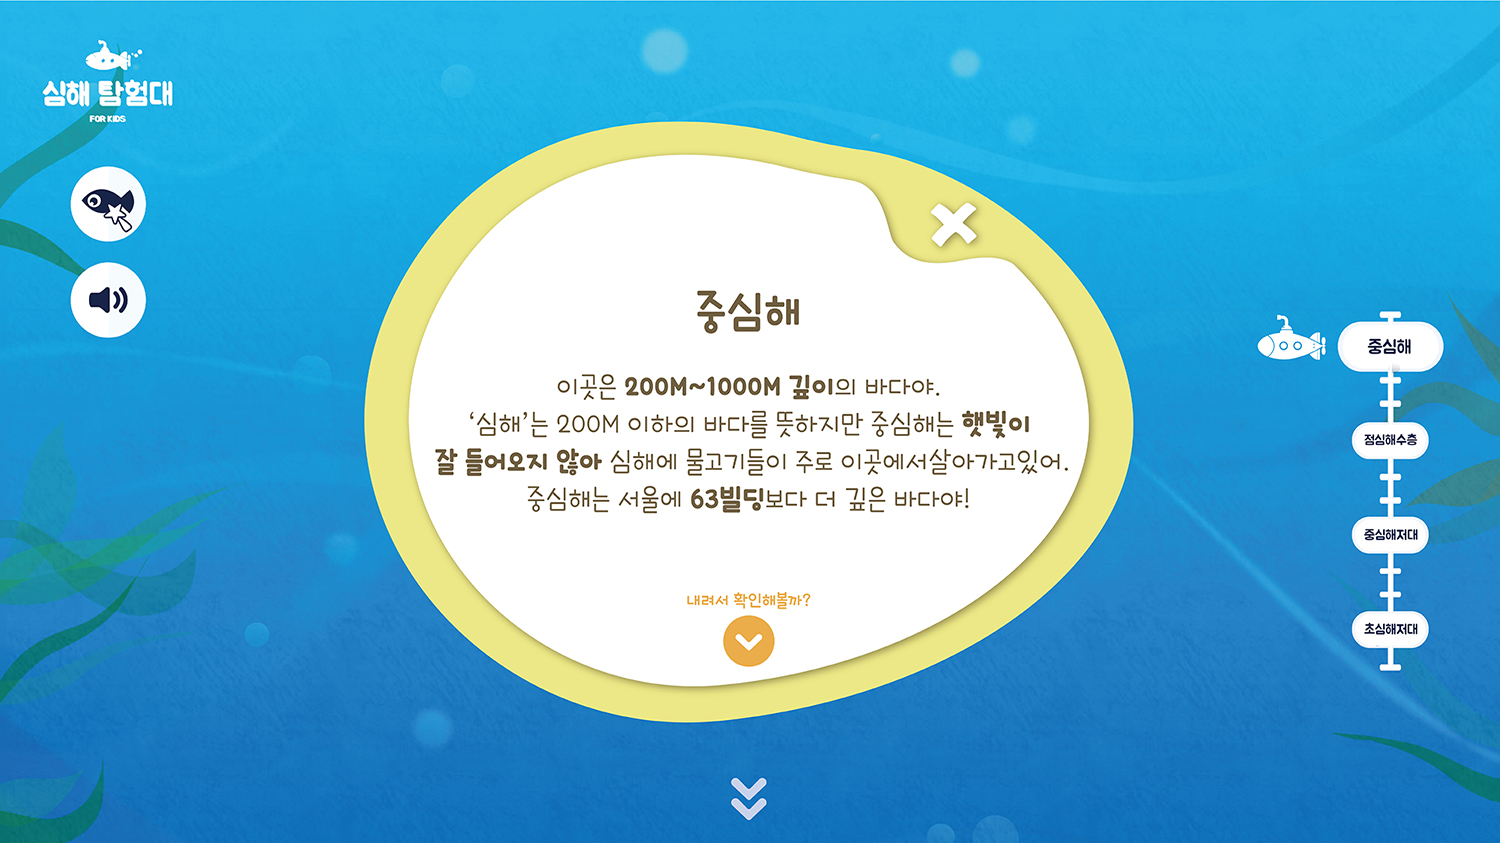 심해 탐험대
FOR KIDS
중심해
이곳은 200M~1000M 깊이의 바다야.
‘심해’는 200M 이하의 바다를 뜻하지만 중심해는 햇빛이
잘 들어오지 않아 심해에 물고기들이 주로 이곳에서살아가고있어.
중심해는 서울에 63빌딩보다 더 깊은 바다야!
내려서 확인해볼까?
중심해
점심해수층
중심해저대
초심해저대